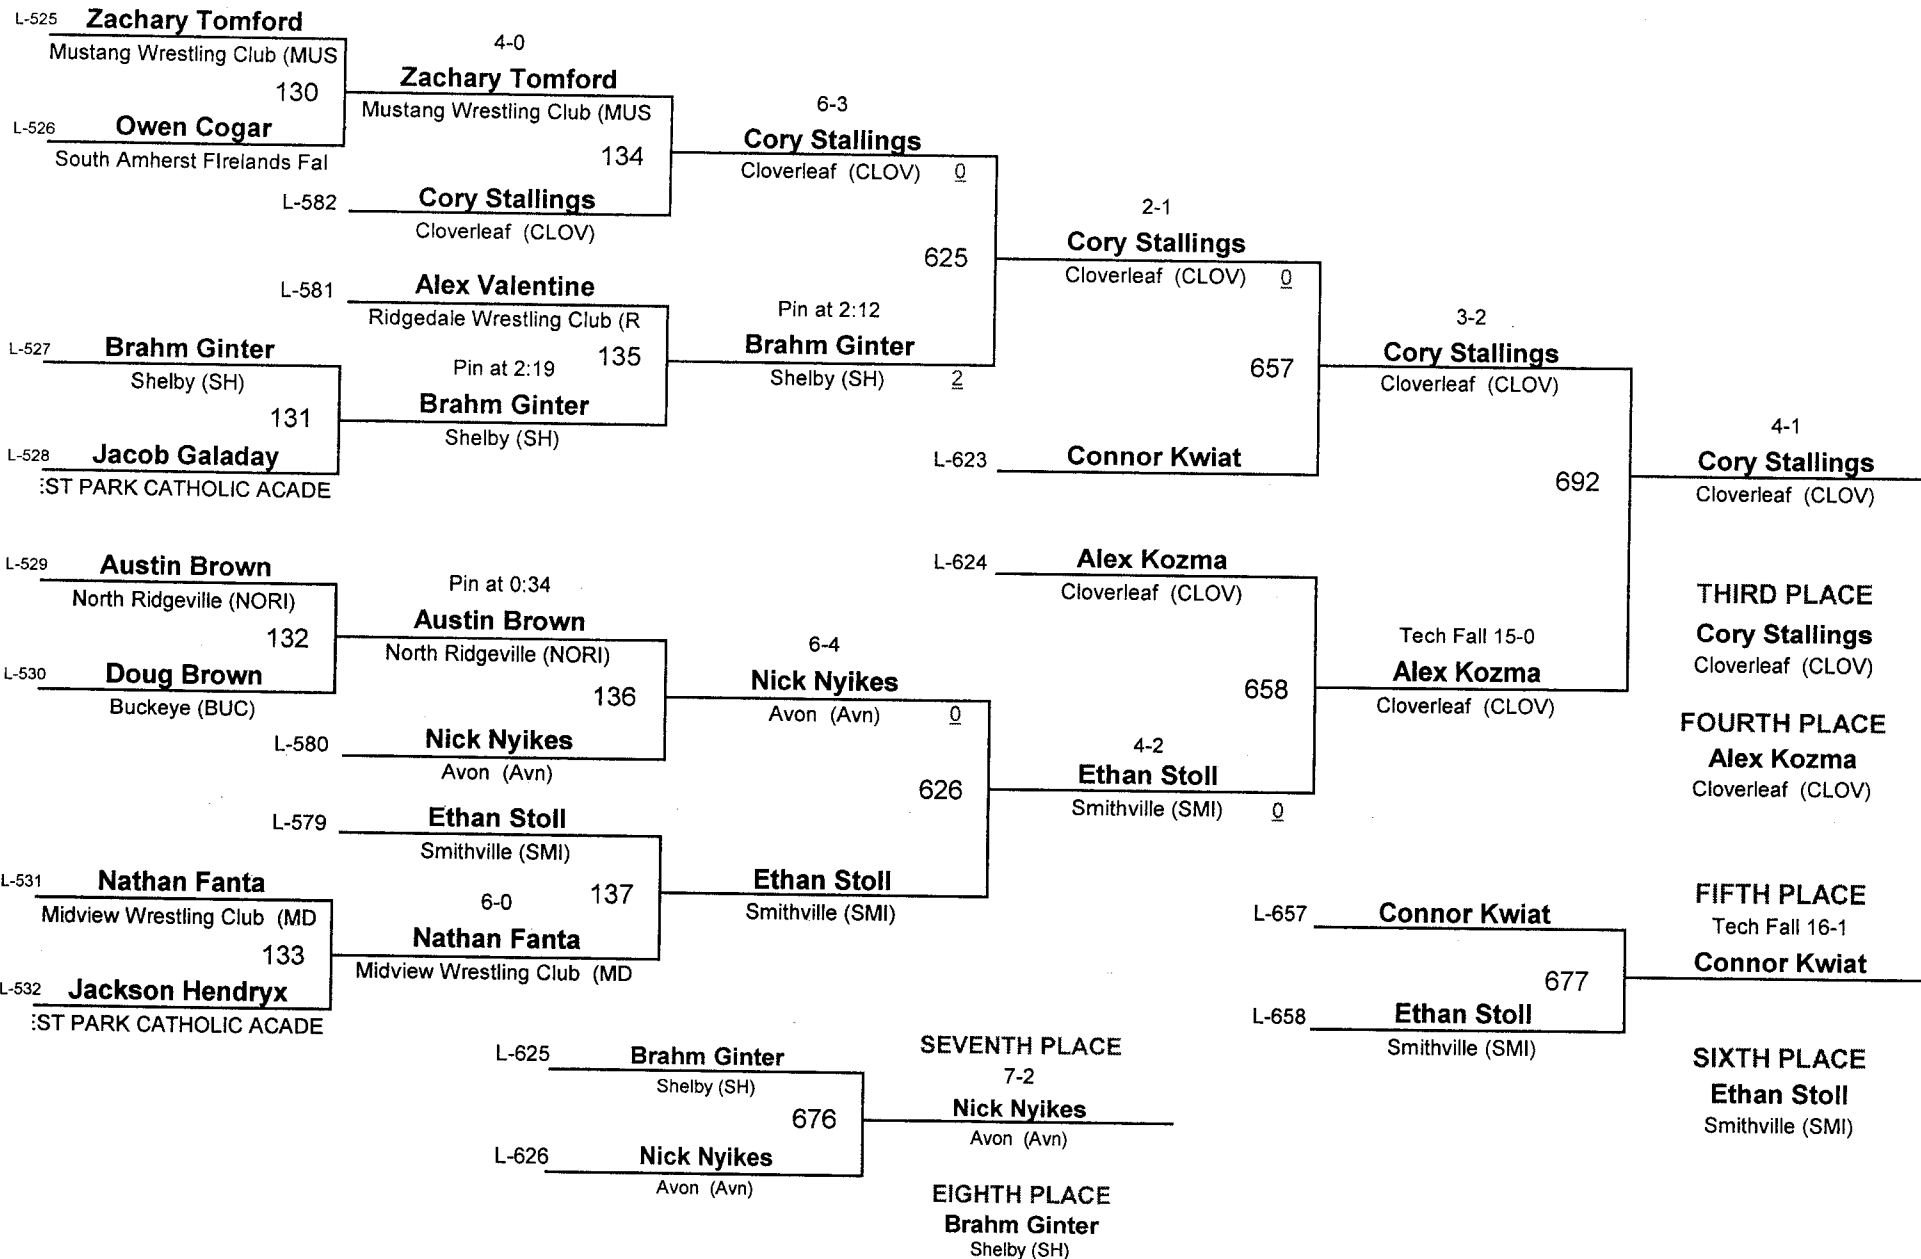 L-525 Zachary Tomford
Mustang Wrestling Club (MUS
130
L-526 Owen Cogar
South Amherst FIrelands Fal
4-0
Zachary Tomford
Mustang Wrestling Club (MUS
134
L-582 Cory Stallings
Cloverleaf (CLOV)
6-3
Cory Stallings
Cloverleaf (CLOV) 0
625
L-581 Alex Valentine
Ridgedale Wrestling Club (R
135
L-527 Brahm Ginter
Shelby (SH)
131
L-528 Jacob Galaday
ST PARK CATHOLIC ACADE
Pin at 2:19
Brahm Ginter
Shelby (SH)
Pin at 2:12
Brahm Ginter
Shelby (SH) 2
2-1
Cory Stallings
Cloverleaf (CLOV) 0
657
L-623 Connor Kwiat
3-2
Cory Stallings
Cloverleaf (CLOV)
692
4-1
Cory Stallings
Cloverleaf (CLOV)
L-529 Austin Brown
North Ridgeville (NORI)
132
L-530 Doug Brown
Buckeye (BUC)
Pin at 0:34
Austin Brown
North Ridgeville (NORI)
136
L-580 Nick Nyikes
Avon (Avn)
6-4
Nick Nyikes
Avon (Avn) 0
626
L-579 Ethan Stoll
Smithville (SMI)
137
L-531 Nathan Fanta
Midview Wrestling Club (MD
133
L-532 Jackson Hendryx
ST PARK CATHOLIC ACADE
6-0
Nathan Fanta
Midview Wrestling Club (MD
Ethan Stoll
Smithville (SMI)
L-624 Alex Kozma
Cloverleaf (CLOV)
658
4-2
Ethan Stoll
Smithville (SMI) 0
Tech Fall 15-0
Alex Kozma
Cloverleaf (CLOV)
THIRD PLACE
Cory Stallings
Cloverleaf (CLOV)
FOURTH PLACE
Alex Kozma
Cloverleaf (CLOV)
L-657 Connor Kwiat
677
L-658 Ethan Stoll
Smithville (SMI)
FIFTH PLACE
Tech Fall 16-1
Connor Kwiat
SIXTH PLACE
Ethan Stoll
Smithville (SMI)
L-625 Brahm Ginter
Shelby (SH)
676
L-626 Nick Nyikes
Avon (Avn)
SEVENTH PLACE
7-2
Nick Nyikes
Avon (Avn)
EIGHTH PLACE
Brahm Ginter
Shelby (SH)